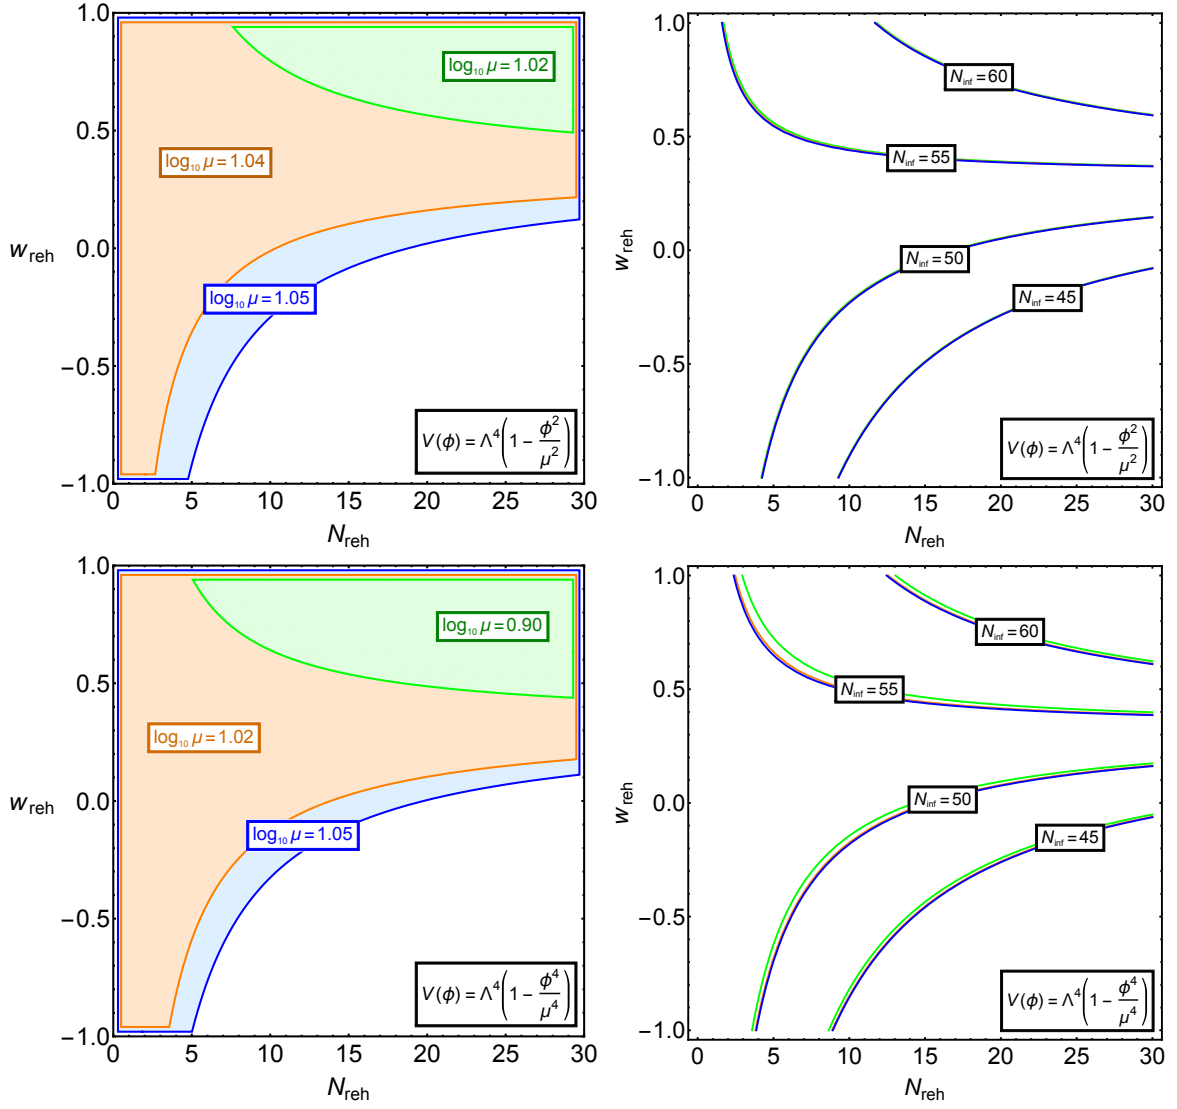 1.0
0.5
0.0
−0.5
−1.0
w_reh
log₁₀ μ = 1.02
log₁₀ μ = 1.04
log₁₀ μ = 1.05
V(ϕ) = Λ⁴(1 − ϕ²/μ²)
0 5 10 15 20 25 30
N_reh
1.0
0.5
0.0
−0.5
−1.0
w_reh
N_inf = 60
N_inf = 55
N_inf = 50
N_inf = 45
V(ϕ) = Λ⁴(1 − ϕ²/μ²)
0 5 10 15 20 25 30
N_reh
1.0
0.5
0.0
−0.5
−1.0
w_reh
log₁₀ μ = 0.90
log₁₀ μ = 1.02
log₁₀ μ = 1.05
V(ϕ) = Λ⁴(1 − ϕ⁴/μ⁴)
0 5 10 15 20 25 30
N_reh
1.0
0.5
0.0
−0.5
−1.0
w_reh
N_inf = 60
N_inf = 55
N_inf = 50
N_inf = 45
V(ϕ) = Λ⁴(1 − ϕ⁴/μ⁴)
0 5 10 15 20 25 30
N_reh